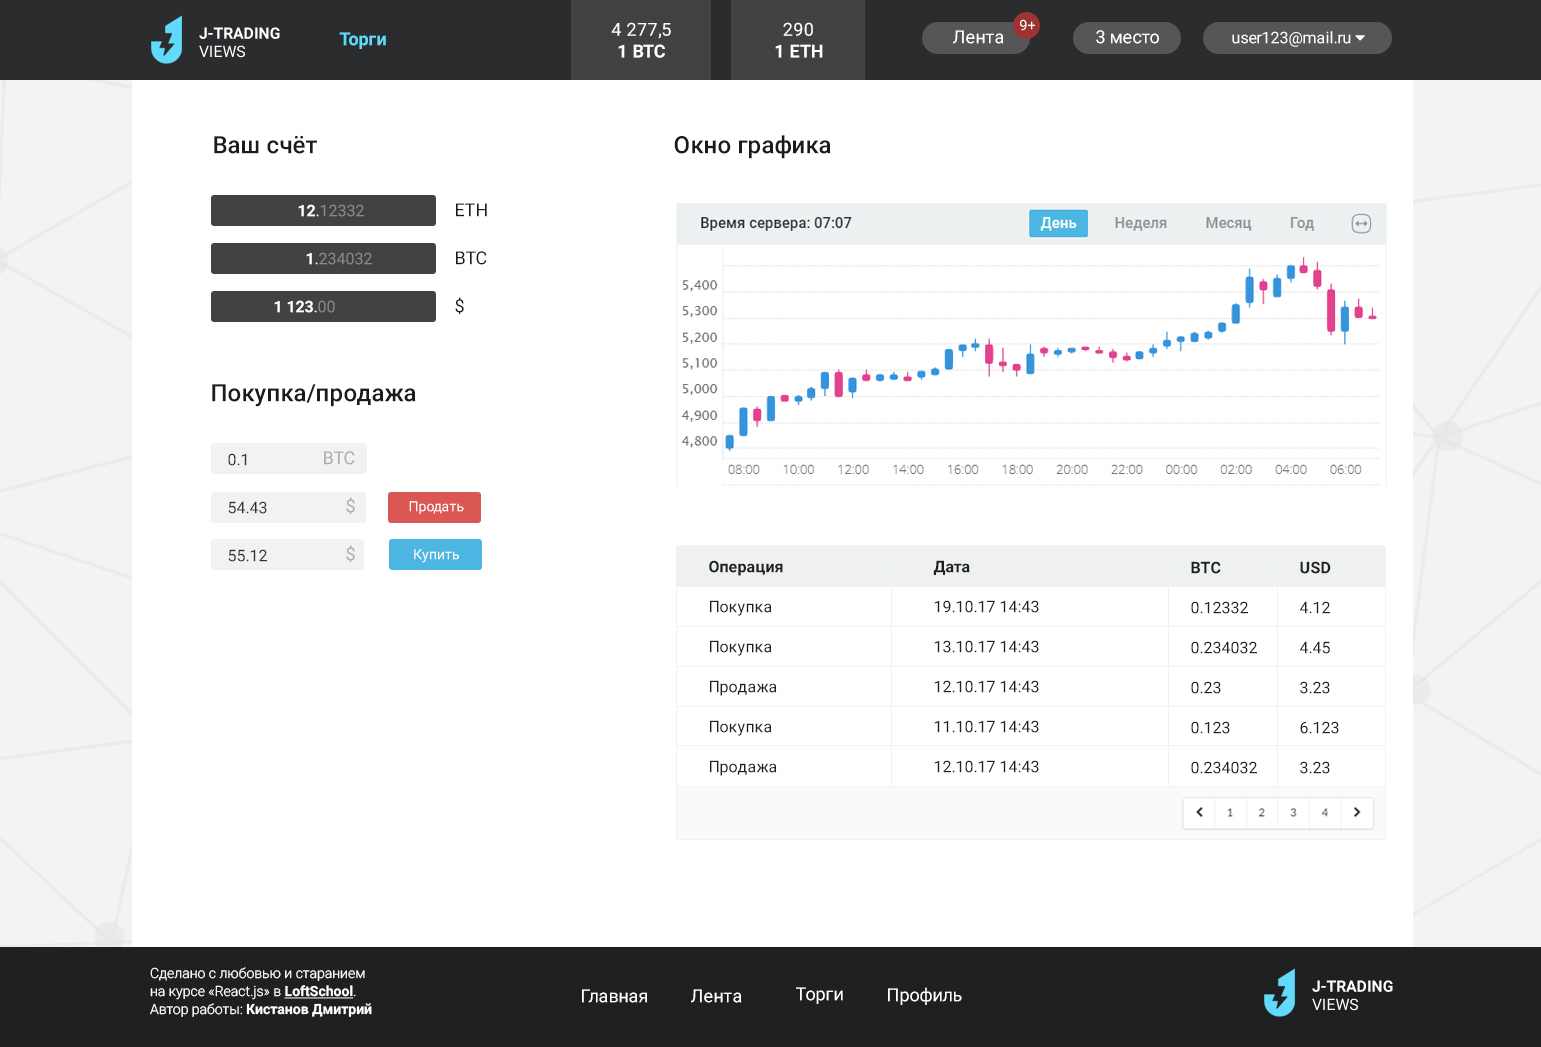 J-TRADING
VIEWS
Торги
4 277,5
1 BTC
290
1 ETH
Лента
9+
3 место
user123@mail.ru
Ваш счёт
12.12332 ETH
1.234032 BTC
1 123.00 $
Покупка/продажа
0.1 BTC
54.43 $ Продать
55.12 $ Купить
Окно графика
Время сервера: 07:07 День Неделя Месяц Год
5,400
5,300
5,200
5,100
5,000
4,900
4,800
08:00 10:00 12:00 14:00 16:00 18:00 20:00 22:00 00:00 02:00 04:00 06:00
Операция Дата BTC USD
Покупка 19.10.17 14:43 0.12332 4.12
Покупка 13.10.17 14:43 0.234032 4.45
Продажа 12.10.17 14:43 0.23 3.23
Покупка 11.10.17 14:43 0.123 6.123
Продажа 12.10.17 14:43 0.234032 3.23
1 2 3 4
Сделано с любовью и старанием
на курсе «React.js» в LoftSchool.
Автор работы: Кистанов Дмитрий
Главная Лента Торги Профиль
J-TRADING
VIEWS